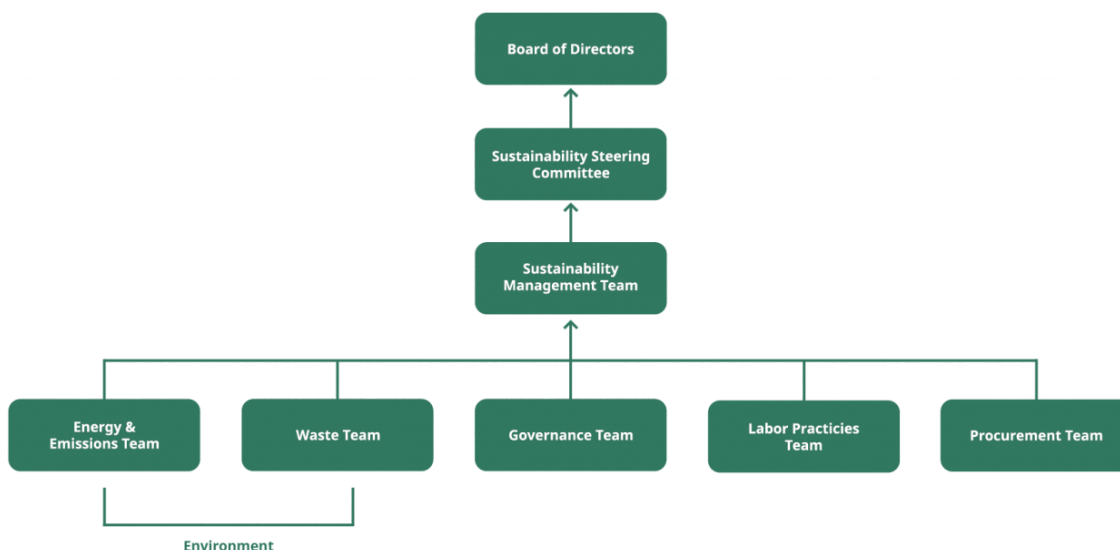 Board of Directors
Sustainability Steering
Committee
Sustainability
Management Team
Energy &
Emissions Team
Waste Team
Governance Team
Labor Practicies
Team
Procurement Team
Environment